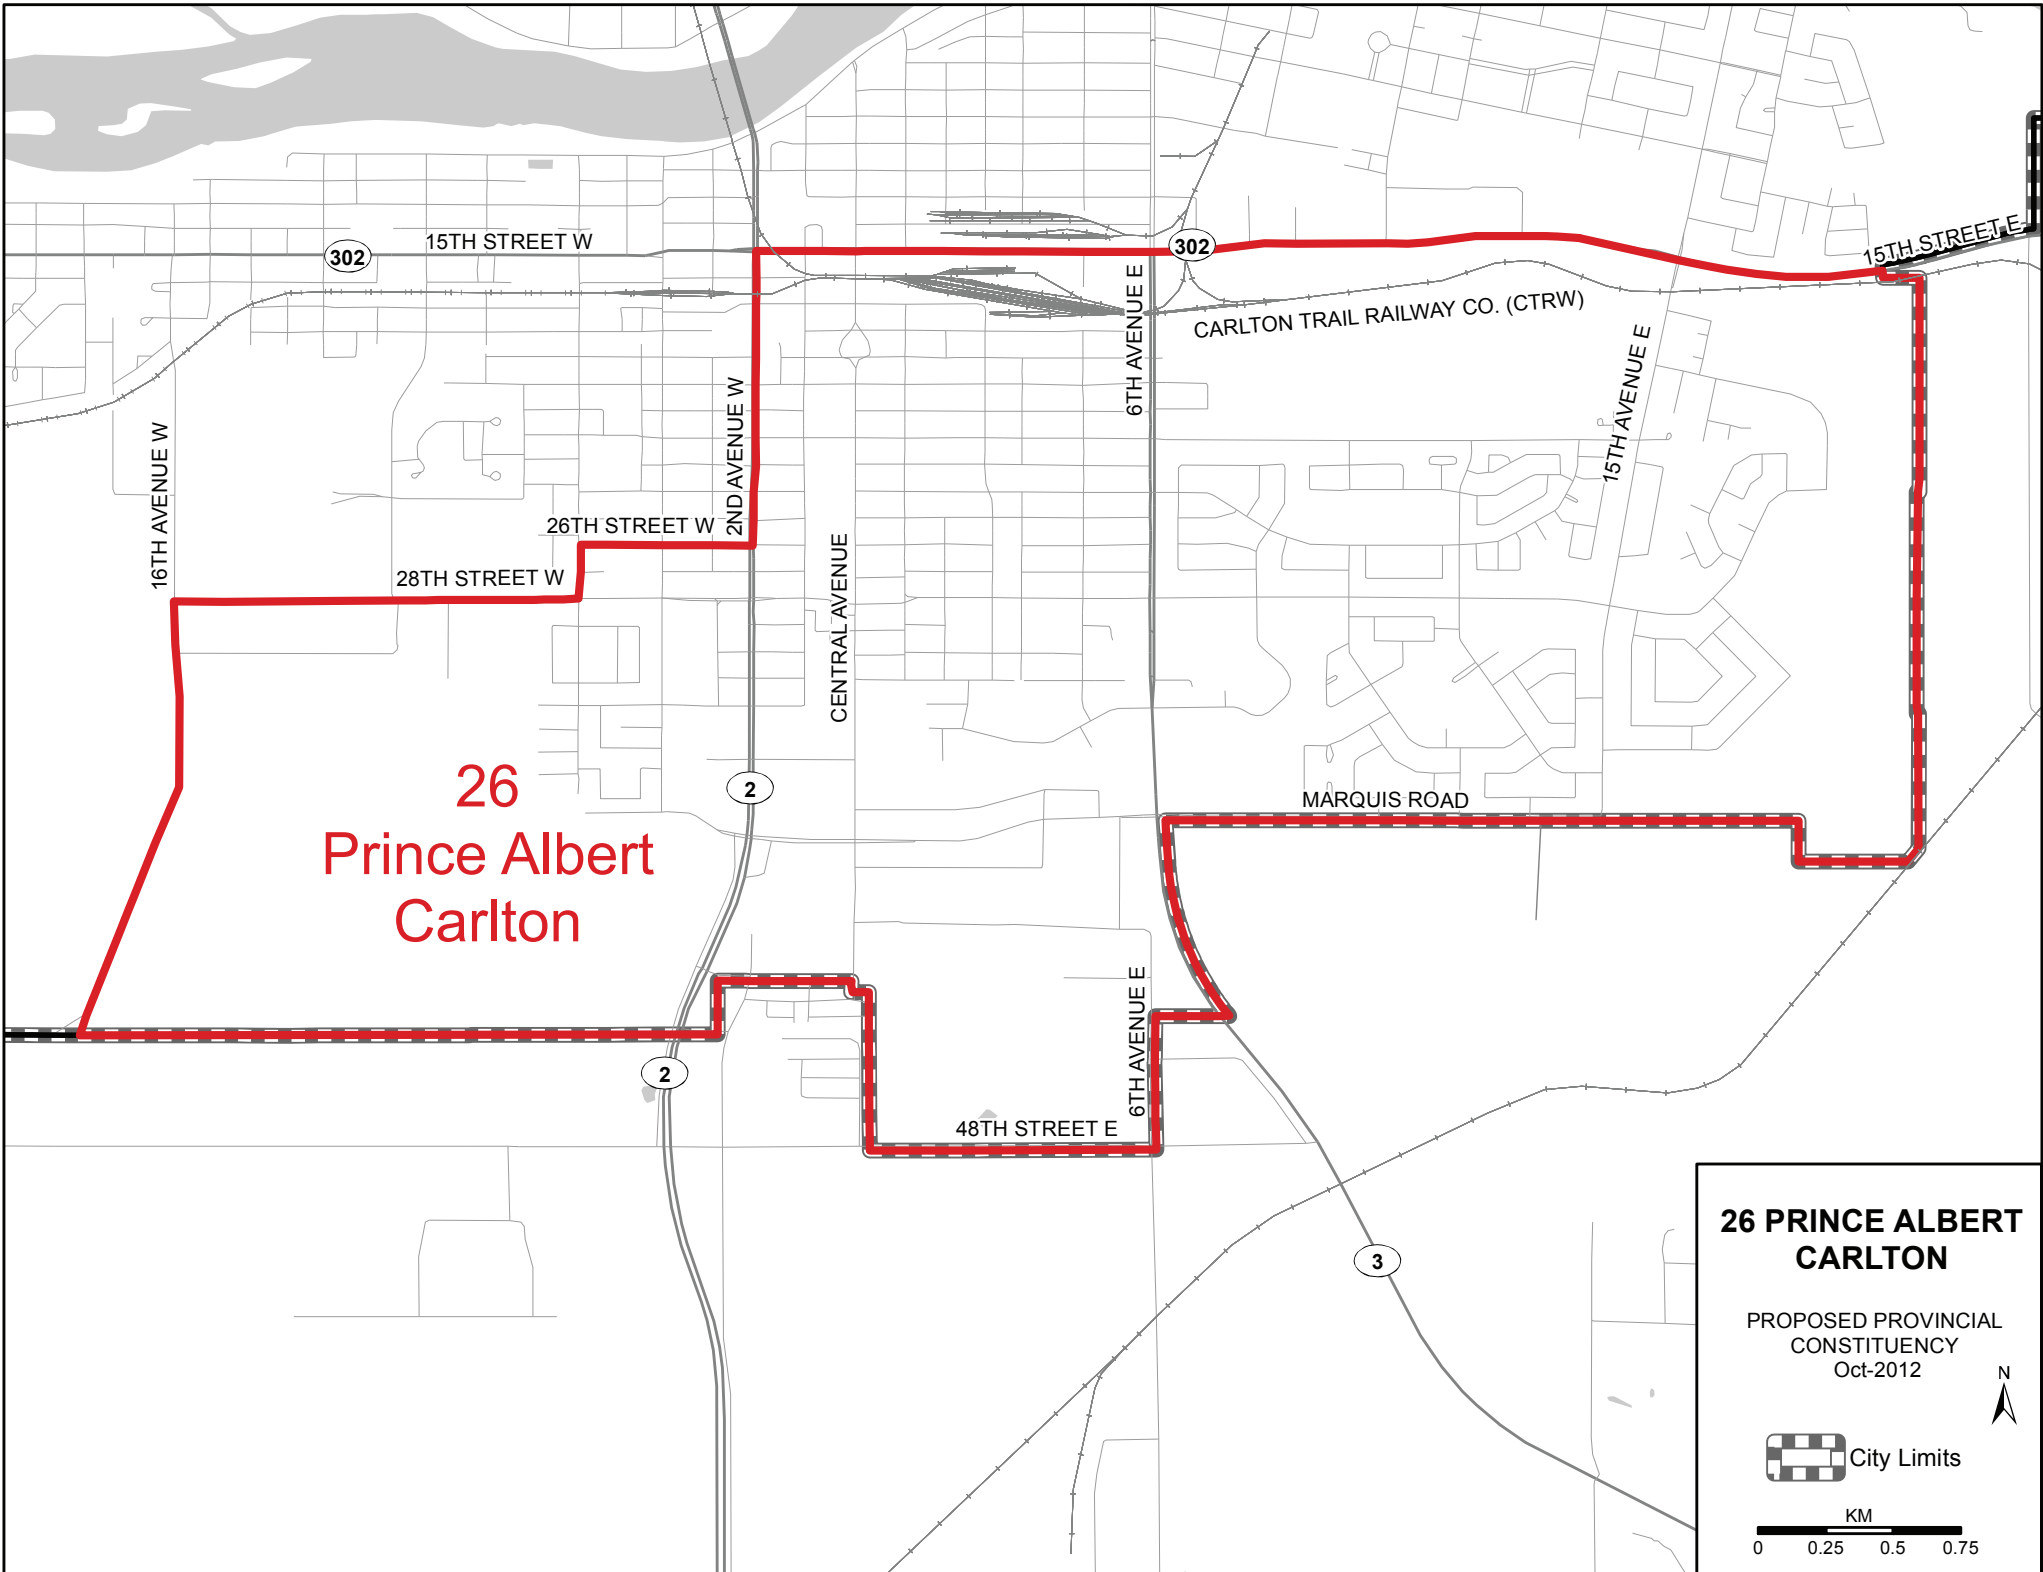 15TH STREET W
302
302
15TH STREET E
CARLTON TRAIL RAILWAY CO. (CTRW)
6TH AVENUE E
15TH AVENUE E
2ND AVENUE W
16TH AVENUE W
26TH STREET W
28TH STREET W
CENTRAL AVENUE
26
Prince Albert
Carlton
2
MARQUIS ROAD
2
6TH AVENUE E
48TH STREET E
3
26 PRINCE ALBERT
CARLTON
PROPOSED PROVINCIAL
CONSTITUENCY
Oct-2012
N
City Limits
KM
0 0.25 0.5 0.75